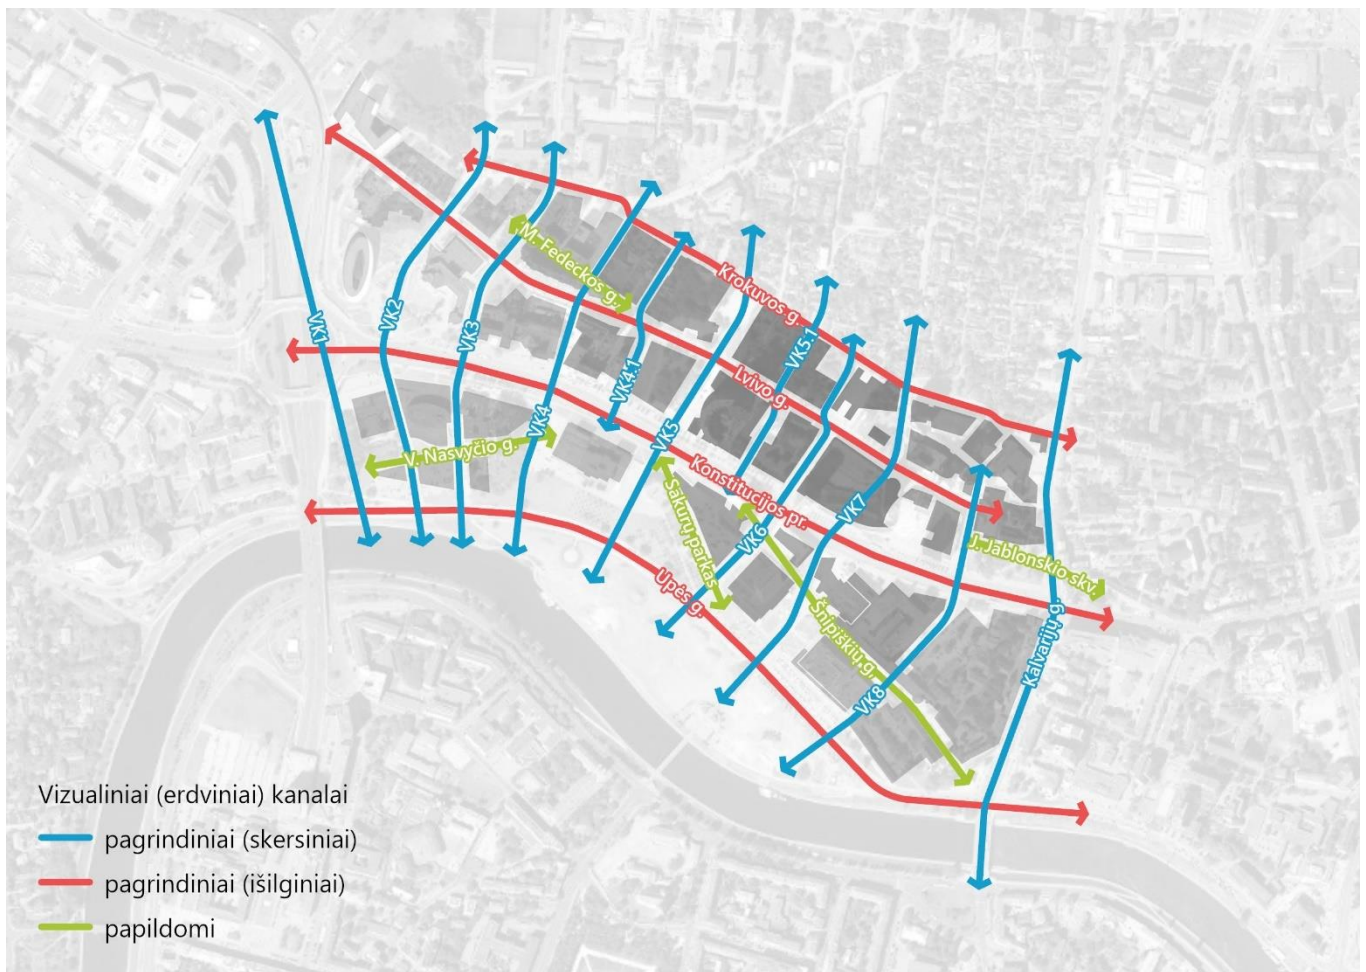 VK1
VK2
VK3
M. Fedeckos g.
Krokuvos g.
VK4.1
VK5.1
Lvivo g.
VK4
VK5
V. Nasvyčio g.
Konstitucijos pr.
VK7
Sakurų parkas
VK6
J. Jablonskio skv.
Upės g.
Šnipiškių g.
Kalvarijų g.
VK8
Vizualiniai (erdviniai) kanalai
pagrindiniai (skersiniai)
pagrindiniai (išilginiai)
papildomi